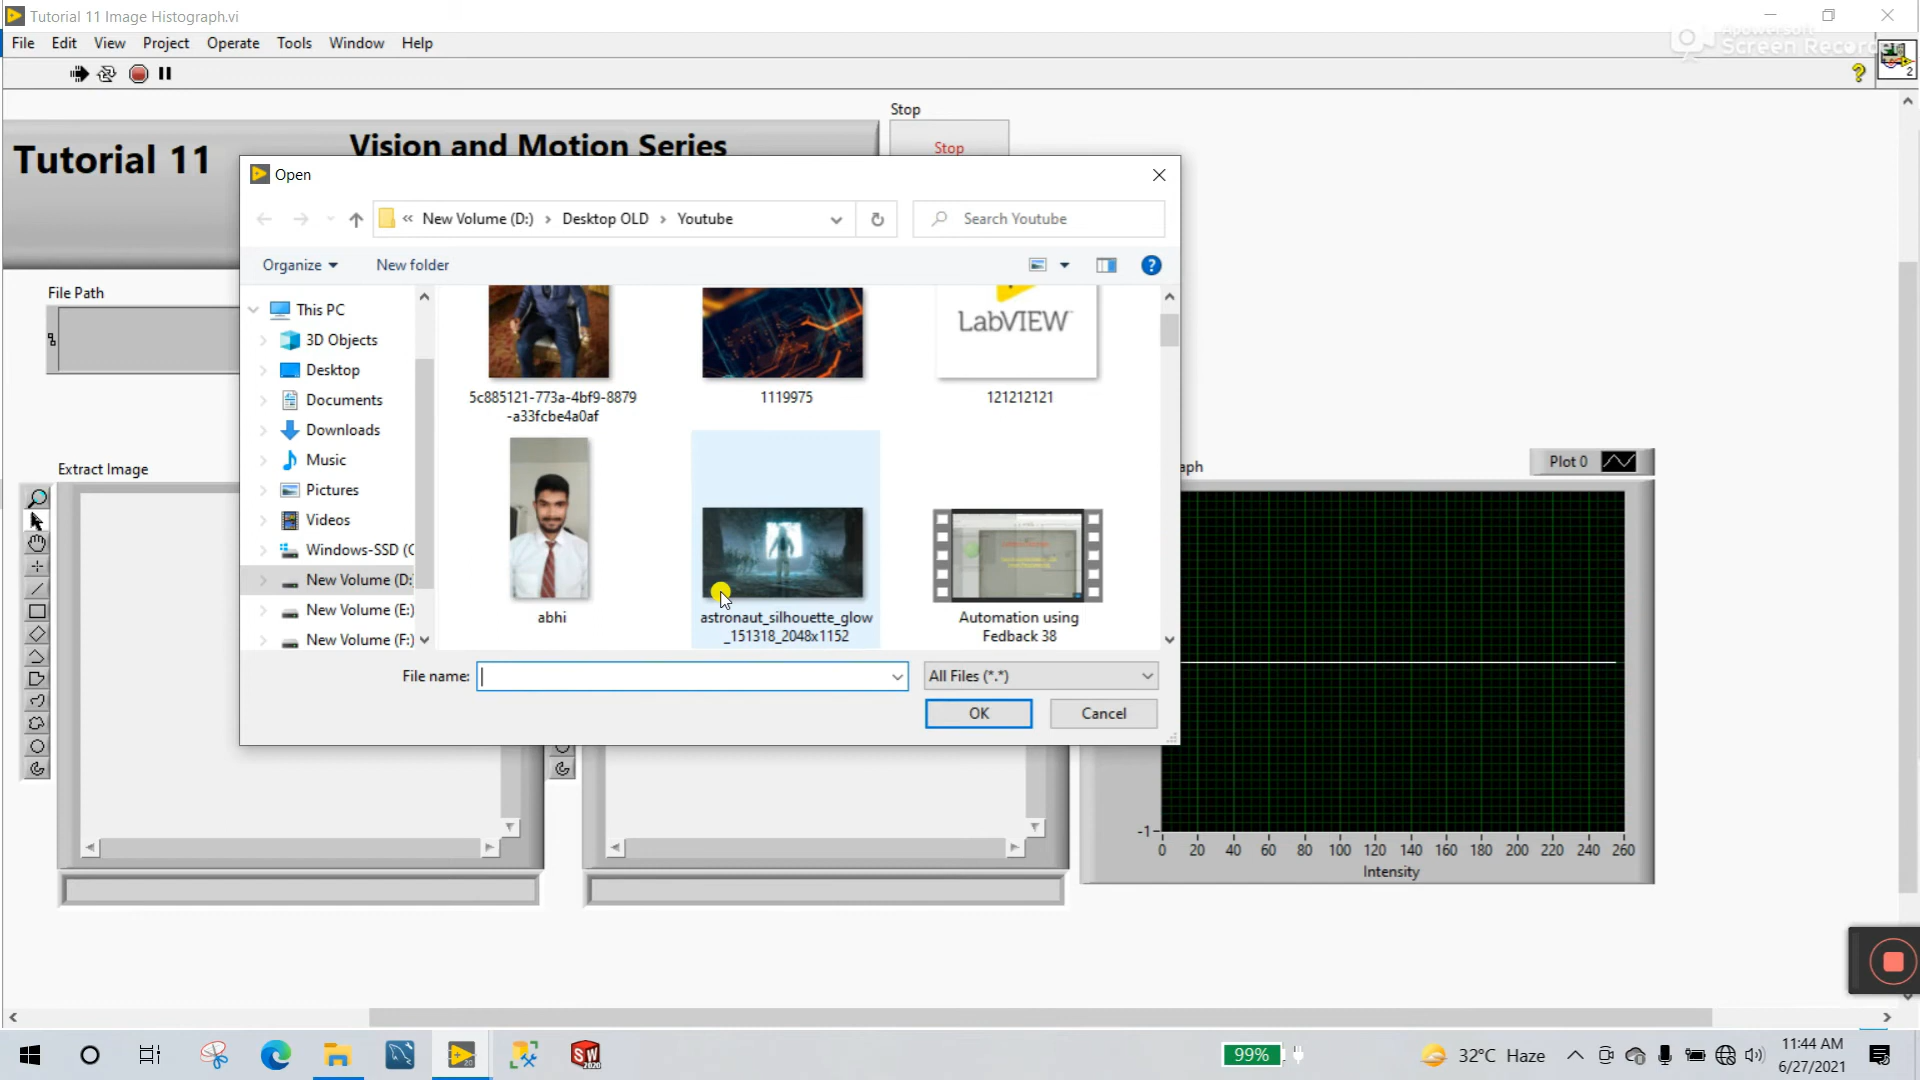 Tutorial 11 Image Histograph.vi
File Edit View Project Operate Tools Window Help
Apowersoft
Screen Recorder
2
Stop
Stop
Tutorial 11
Vision and Motion Series
Open
« New Volume (D:) › Desktop OLD › Youtube
Search Youtube
Organize
New folder
File Path
This PC
3D Objects
Desktop
Documents
Downloads
Music
Pictures
Videos
Windows-SSD (C
New Volume (D:
New Volume (E:)
New Volume (F:)
LabVIEW
5c885121-773a-4bf9-8879
-a33fcbe4a0af
1119975
121212121
abhi
astronaut_silhouette_glow
_151318_2048x1152
Automation using
Fedback 38
File name:
All Files (*.*)
OK
Cancel
Extract Image
aph
Plot 0
-1
0 20 40 60 80 100 120 140 160 180 200 220 240 260
Intensity
99%
32°C Haze
11:44 AM
6/27/2021